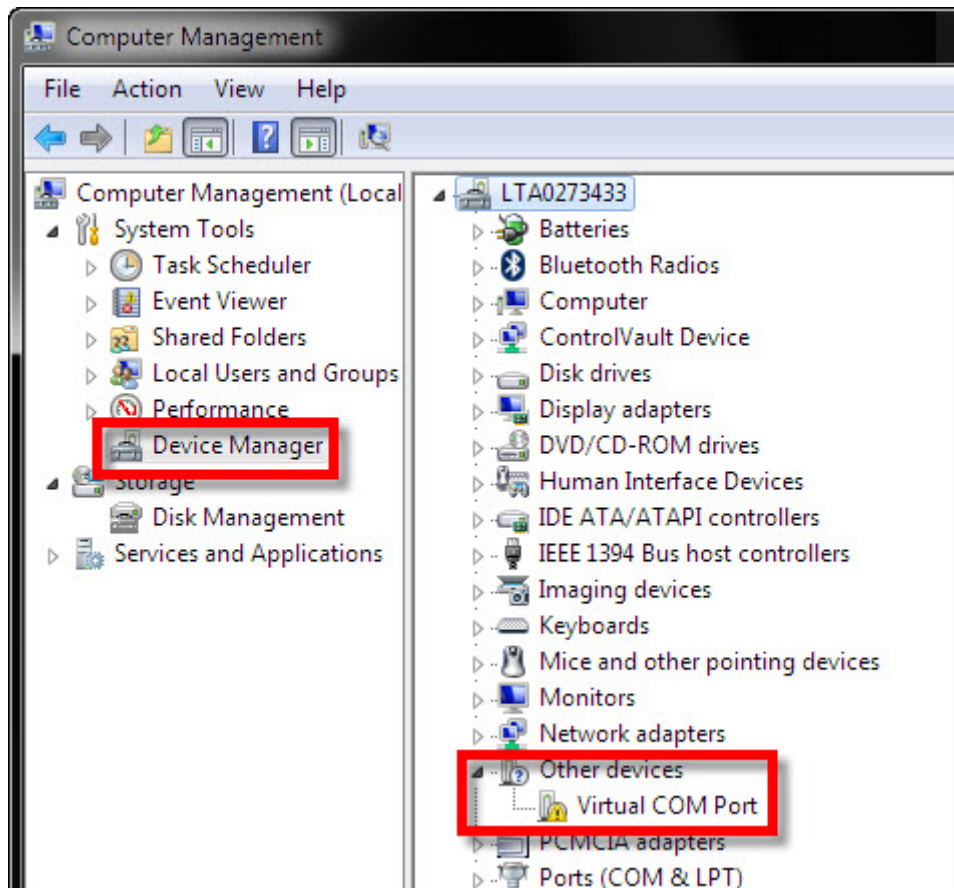 Computer Management
File Action View Help
Computer Management (Local
System Tools
Task Scheduler
Event Viewer
Shared Folders
Local Users and Groups
Performance
Device Manager
Storage
Disk Management
Services and Applications
LTA0273433
Batteries
Bluetooth Radios
Computer
ControlVault Device
Disk drives
Display adapters
DVD/CD-ROM drives
Human Interface Devices
IDE ATA/ATAPI controllers
IEEE 1394 Bus host controllers
Imaging devices
Keyboards
Mice and other pointing devices
Monitors
Network adapters
Other devices
Virtual COM Port
PCMCIA adapters
Ports (COM & LPT)